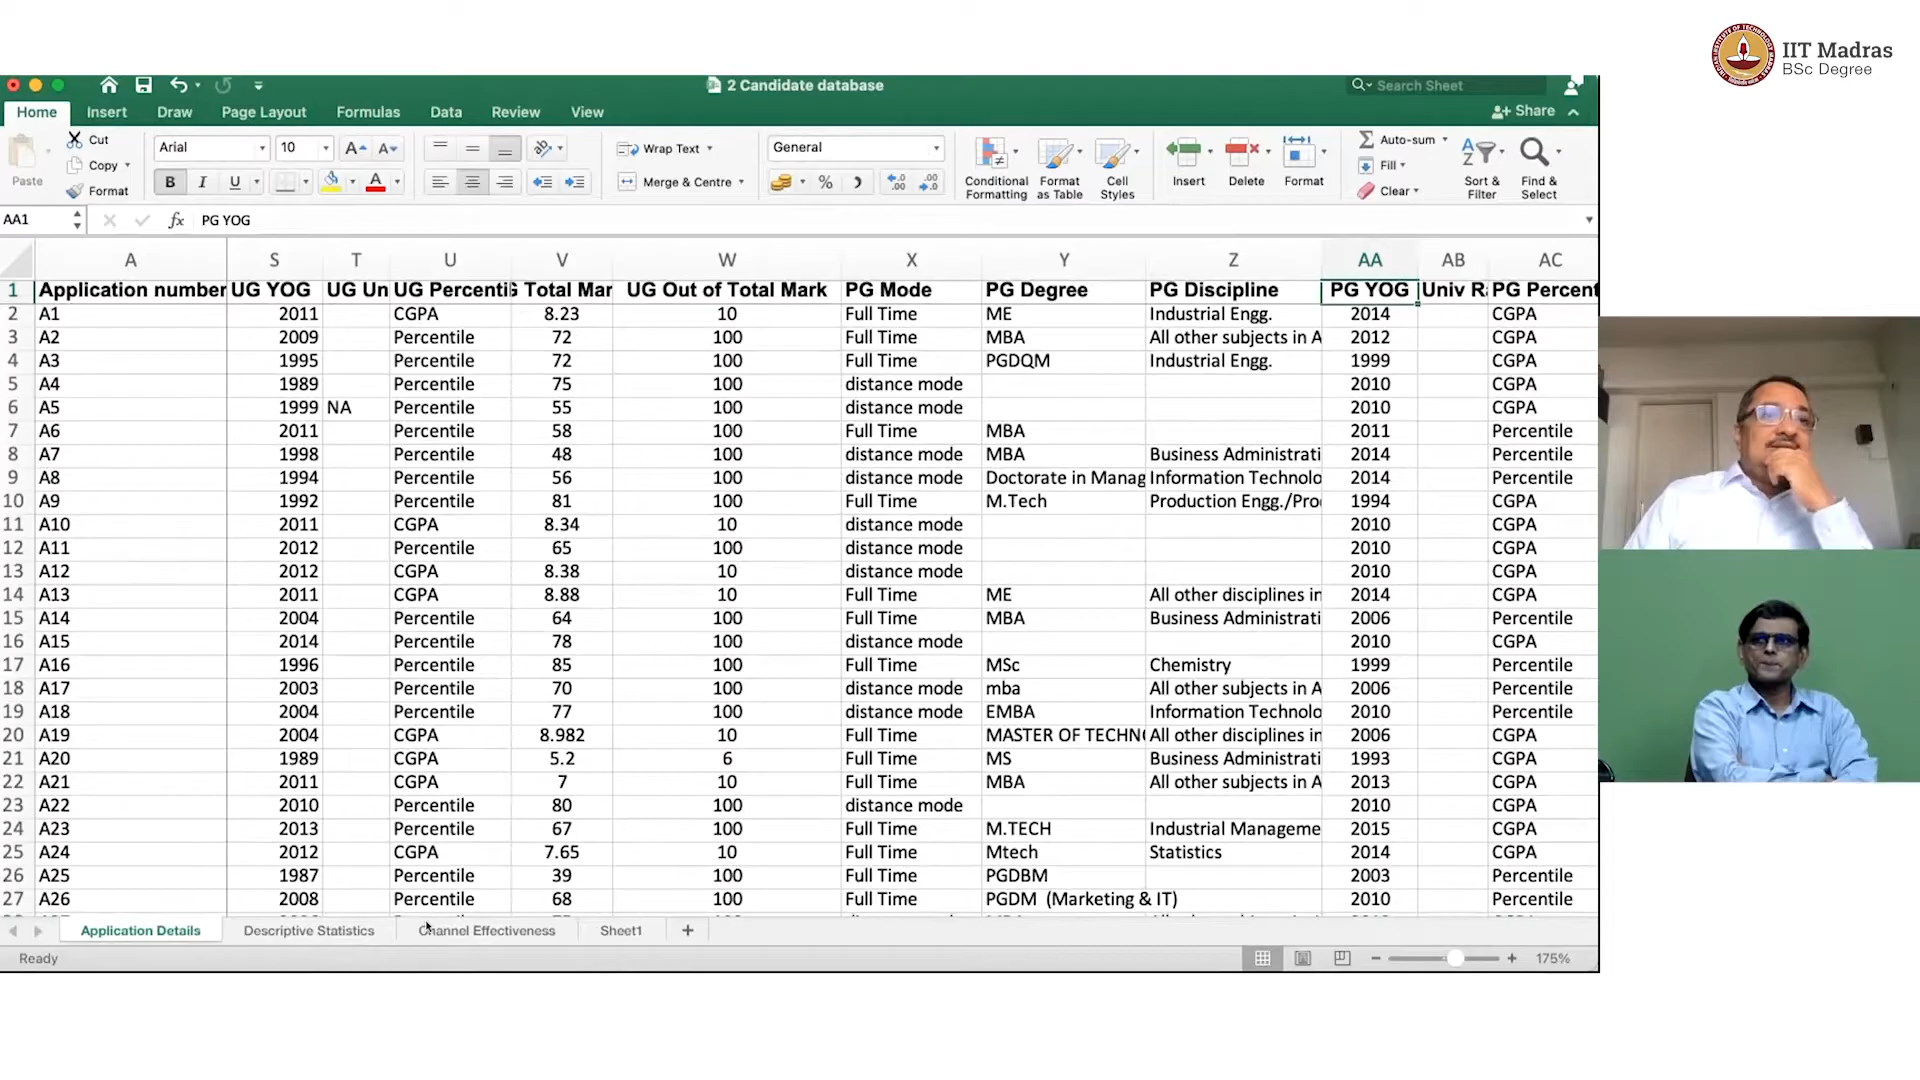 IIT Madras
BSc Degree
2 Candidate database
Search Sheet
Home Insert Draw Page Layout Formulas Data Review View
Share
Paste
Cut
Copy
Format
Arial 10
B I U
Wrap Text
Merge & Centre
General
Conditional Formatting
Format as Table
Cell Styles
Insert Delete Format
Auto-sum
Fill
Clear
Sort & Filter
Find & Select
AA1 fx PG YOG
A S T U V W X Y Z AA AB AC
1 Application number UG YOG UG Un UG Percenti Total Mar UG Out of Total Mark PG Mode PG Degree PG Discipline PG YOG Univ Ra PG Percent
2 A1 2011 CGPA 8.23 10 Full Time ME Industrial Engg. 2014 CGPA
3 A2 2009 Percentile 72 100 Full Time MBA All other subjects in A 2012 CGPA
4 A3 1995 Percentile 72 100 Full Time PGDQM Industrial Engg. 1999 CGPA
5 A4 1989 Percentile 75 100 distance mode 2010 CGPA
6 A5 1999 NA Percentile 55 100 distance mode 2010 CGPA
7 A6 2011 Percentile 58 100 Full Time MBA 2011 Percentile
8 A7 1998 Percentile 48 100 distance mode MBA Business Administrati 2014 Percentile
9 A8 1994 Percentile 56 100 distance mode Doctorate in Manag Information Technolo 2014 Percentile
10 A9 1992 Percentile 81 100 Full Time M.Tech Production Engg./Pro 1994 CGPA
11 A10 2011 CGPA 8.34 10 distance mode 2010 CGPA
12 A11 2012 Percentile 65 100 distance mode 2010 CGPA
13 A12 2012 CGPA 8.38 10 distance mode 2010 CGPA
14 A13 2011 CGPA 8.88 10 Full Time ME All other disciplines in 2014 CGPA
15 A14 2004 Percentile 64 100 Full Time MBA Business Administrati 2006 Percentile
16 A15 2014 Percentile 78 100 distance mode 2010 CGPA
17 A16 1996 Percentile 85 100 Full Time MSc Chemistry 1999 Percentile
18 A17 2003 Percentile 70 100 distance mode mba All other subjects in A 2006 Percentile
19 A18 2004 Percentile 77 100 distance mode EMBA Information Technolo 2010 Percentile
20 A19 2004 CGPA 8.982 10 Full Time MASTER OF TECHN All other disciplines in 2006 CGPA
21 A20 1989 CGPA 5.2 6 Full Time MS Business Administrati 1993 CGPA
22 A21 2011 CGPA 7 10 Full Time MBA All other subjects in A 2013 CGPA
23 A22 2010 Percentile 80 100 distance mode 2010 CGPA
24 A23 2013 Percentile 67 100 Full Time M.TECH Industrial Manageme 2015 CGPA
25 A24 2012 CGPA 7.65 10 Full Time Mtech Statistics 2014 CGPA
26 A25 1987 Percentile 39 100 Full Time PGDBM 2003 Percentile
27 A26 2008 Percentile 68 100 Full Time PGDM (Marketing & IT) 2010 Percentile
Application Details Descriptive Statistics Channel Effectiveness Sheet1 +
Ready 175%